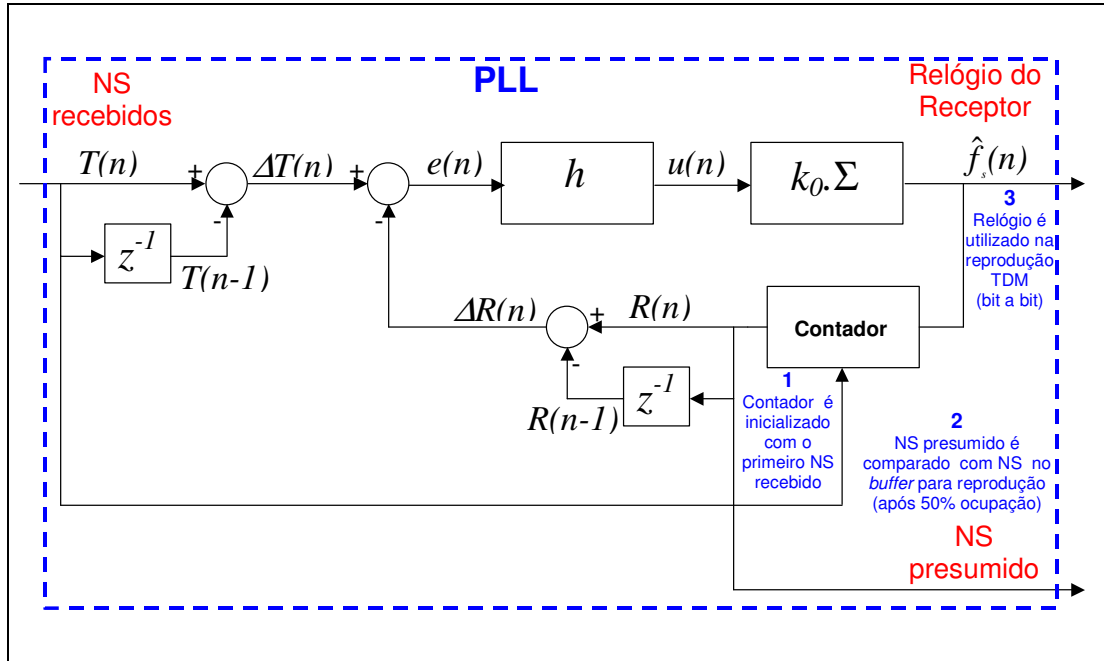 PLL
NS
recebidos
Relógio do
Receptor
T(n)
+
ΔT(n)
+
e(n)
h
u(n)
k₀.Σ
f̂ₛ(n)
-
-
z⁻¹
T(n-1)
3
Relógio é
utilizado na
reprodução
TDM
(bit a bit)
ΔR(n)
+
R(n)
Contador
-
z⁻¹
R(n-1)
1
Contador é
inicializado
com o
primeiro NS
recebido
2
NS presumido é
comparado com NS no
buffer para reprodução
(após 50% ocupação)
NS
presumido